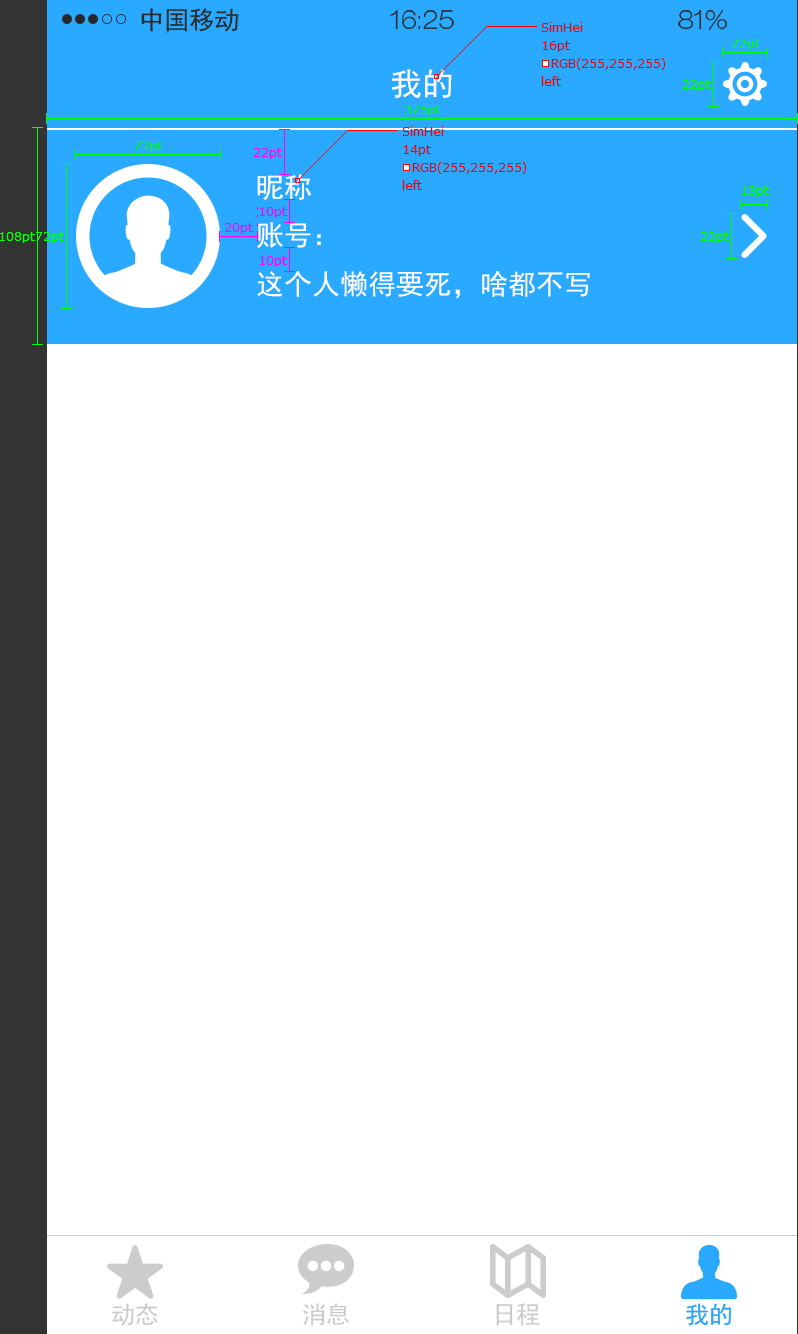 中国移动 16:25 81%
SimHei
16pt
RGB(255,255,255)
left
22pt
22pt
我的
375pt
SimHei
14pt
RGB(255,255,255)
left
72pt
22pt
昵称
13pt
10pt
108pt
72pt
20pt
账号：
22pt
10pt
这个人懒得要死，啥都不写
动态 消息 日程 我的